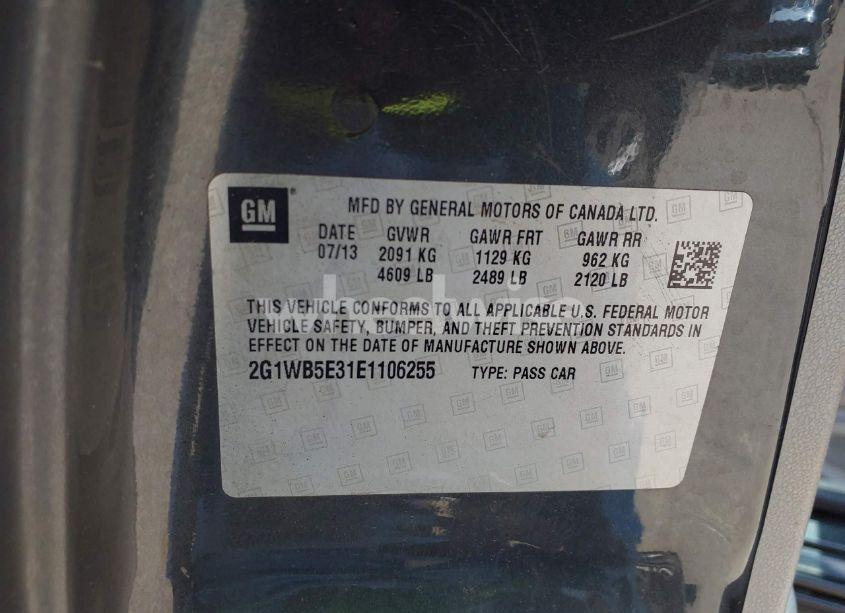 GM
MFD BY GENERAL MOTORS OF CANADA LTD.
DATE GVWR GAWR FRT GAWR RR
07/13 2091 KG 1129 KG 962 KG
4609 LB 2489 LB 2120 LB
THIS VEHICLE CONFORMS TO ALL APPLICABLE U.S. FEDERAL MOTOR
VEHICLE SAFETY, BUMPER, AND THEFT PREVENTION STANDARDS IN
EFFECT ON THE DATE OF MANUFACTURE SHOWN ABOVE.
2G1WB5E31E1106255 TYPE: PASS CAR